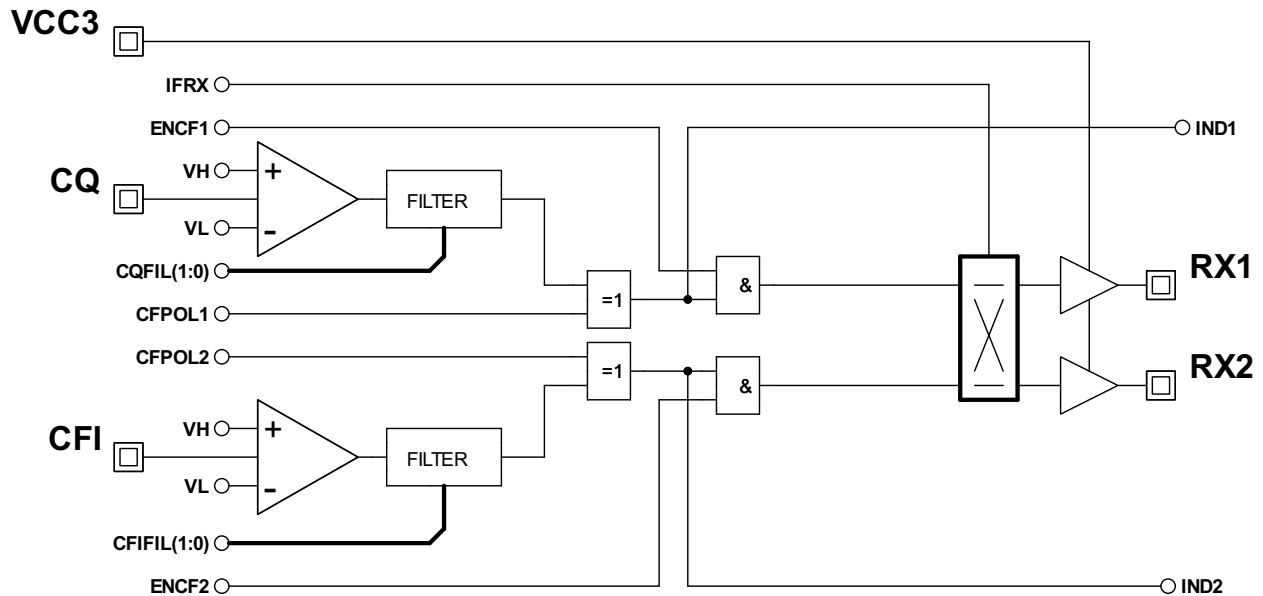 VCC3
IFRX
ENCF1
IND1
VH
+
CQ
FILTER
VL
-
CQFIL(1:0)
RX1
&
=1
CFPOL1
CFPOL2
=1
RX2
&
VH
+
CFI
FILTER
VL
-
CFIFIL(1:0)
ENCF2
IND2